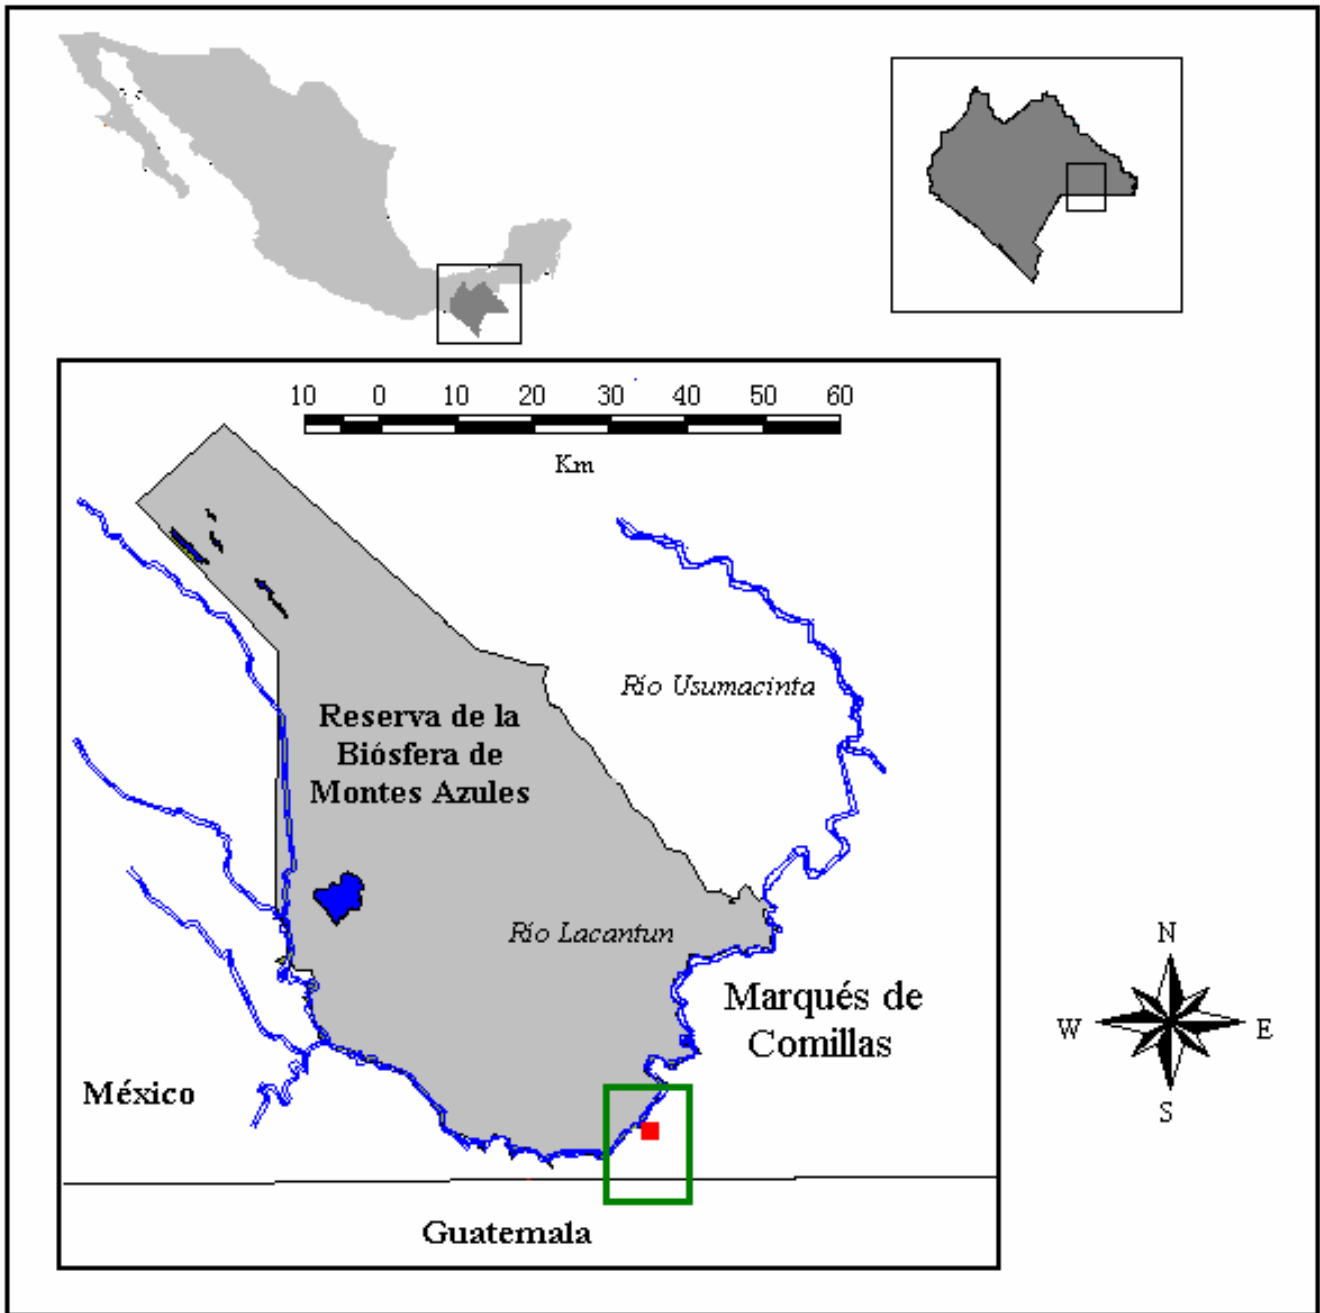 10 0 10 20 30 40 50 60
Km
Río Usumacinta
Reserva de la
Biósfera de
Montes Azules
Río Lacantun
Marqués de
Comillas
N
W E
S
México
Guatemala